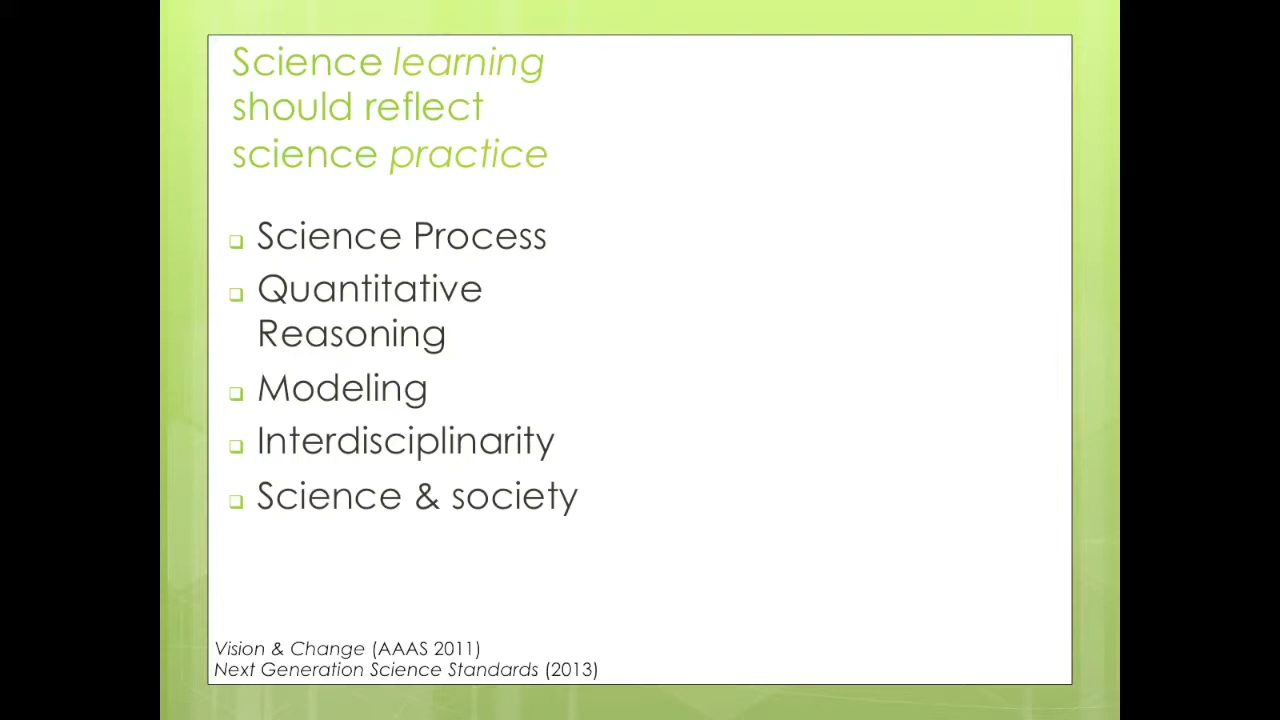 Science learning
should reflect
science practice
❑ Science Process
❑ Quantitative
Reasoning
❑ Modeling
❑ Interdisciplinarity
❑ Science & society
Vision & Change (AAAS 2011)
Next Generation Science Standards (2013)